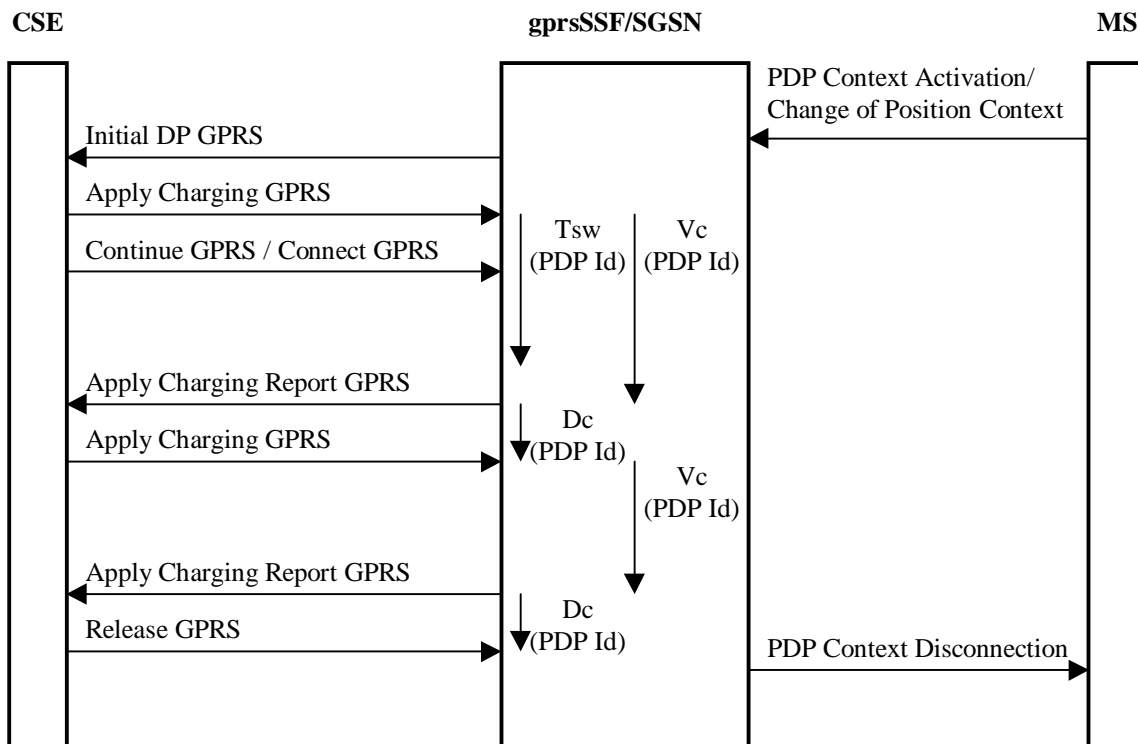 CSE
gprsSSF/SGSN
MS
PDP Context Activation/
Change of Position Context
Initial DP GPRS
Apply Charging GPRS
Tsw
(PDP Id)
Vc
(PDP Id)
Continue GPRS / Connect GPRS
Apply Charging Report GPRS
Dc
(PDP Id)
Apply Charging GPRS
Vc
(PDP Id)
Apply Charging Report GPRS
Dc
(PDP Id)
Release GPRS
PDP Context Disconnection